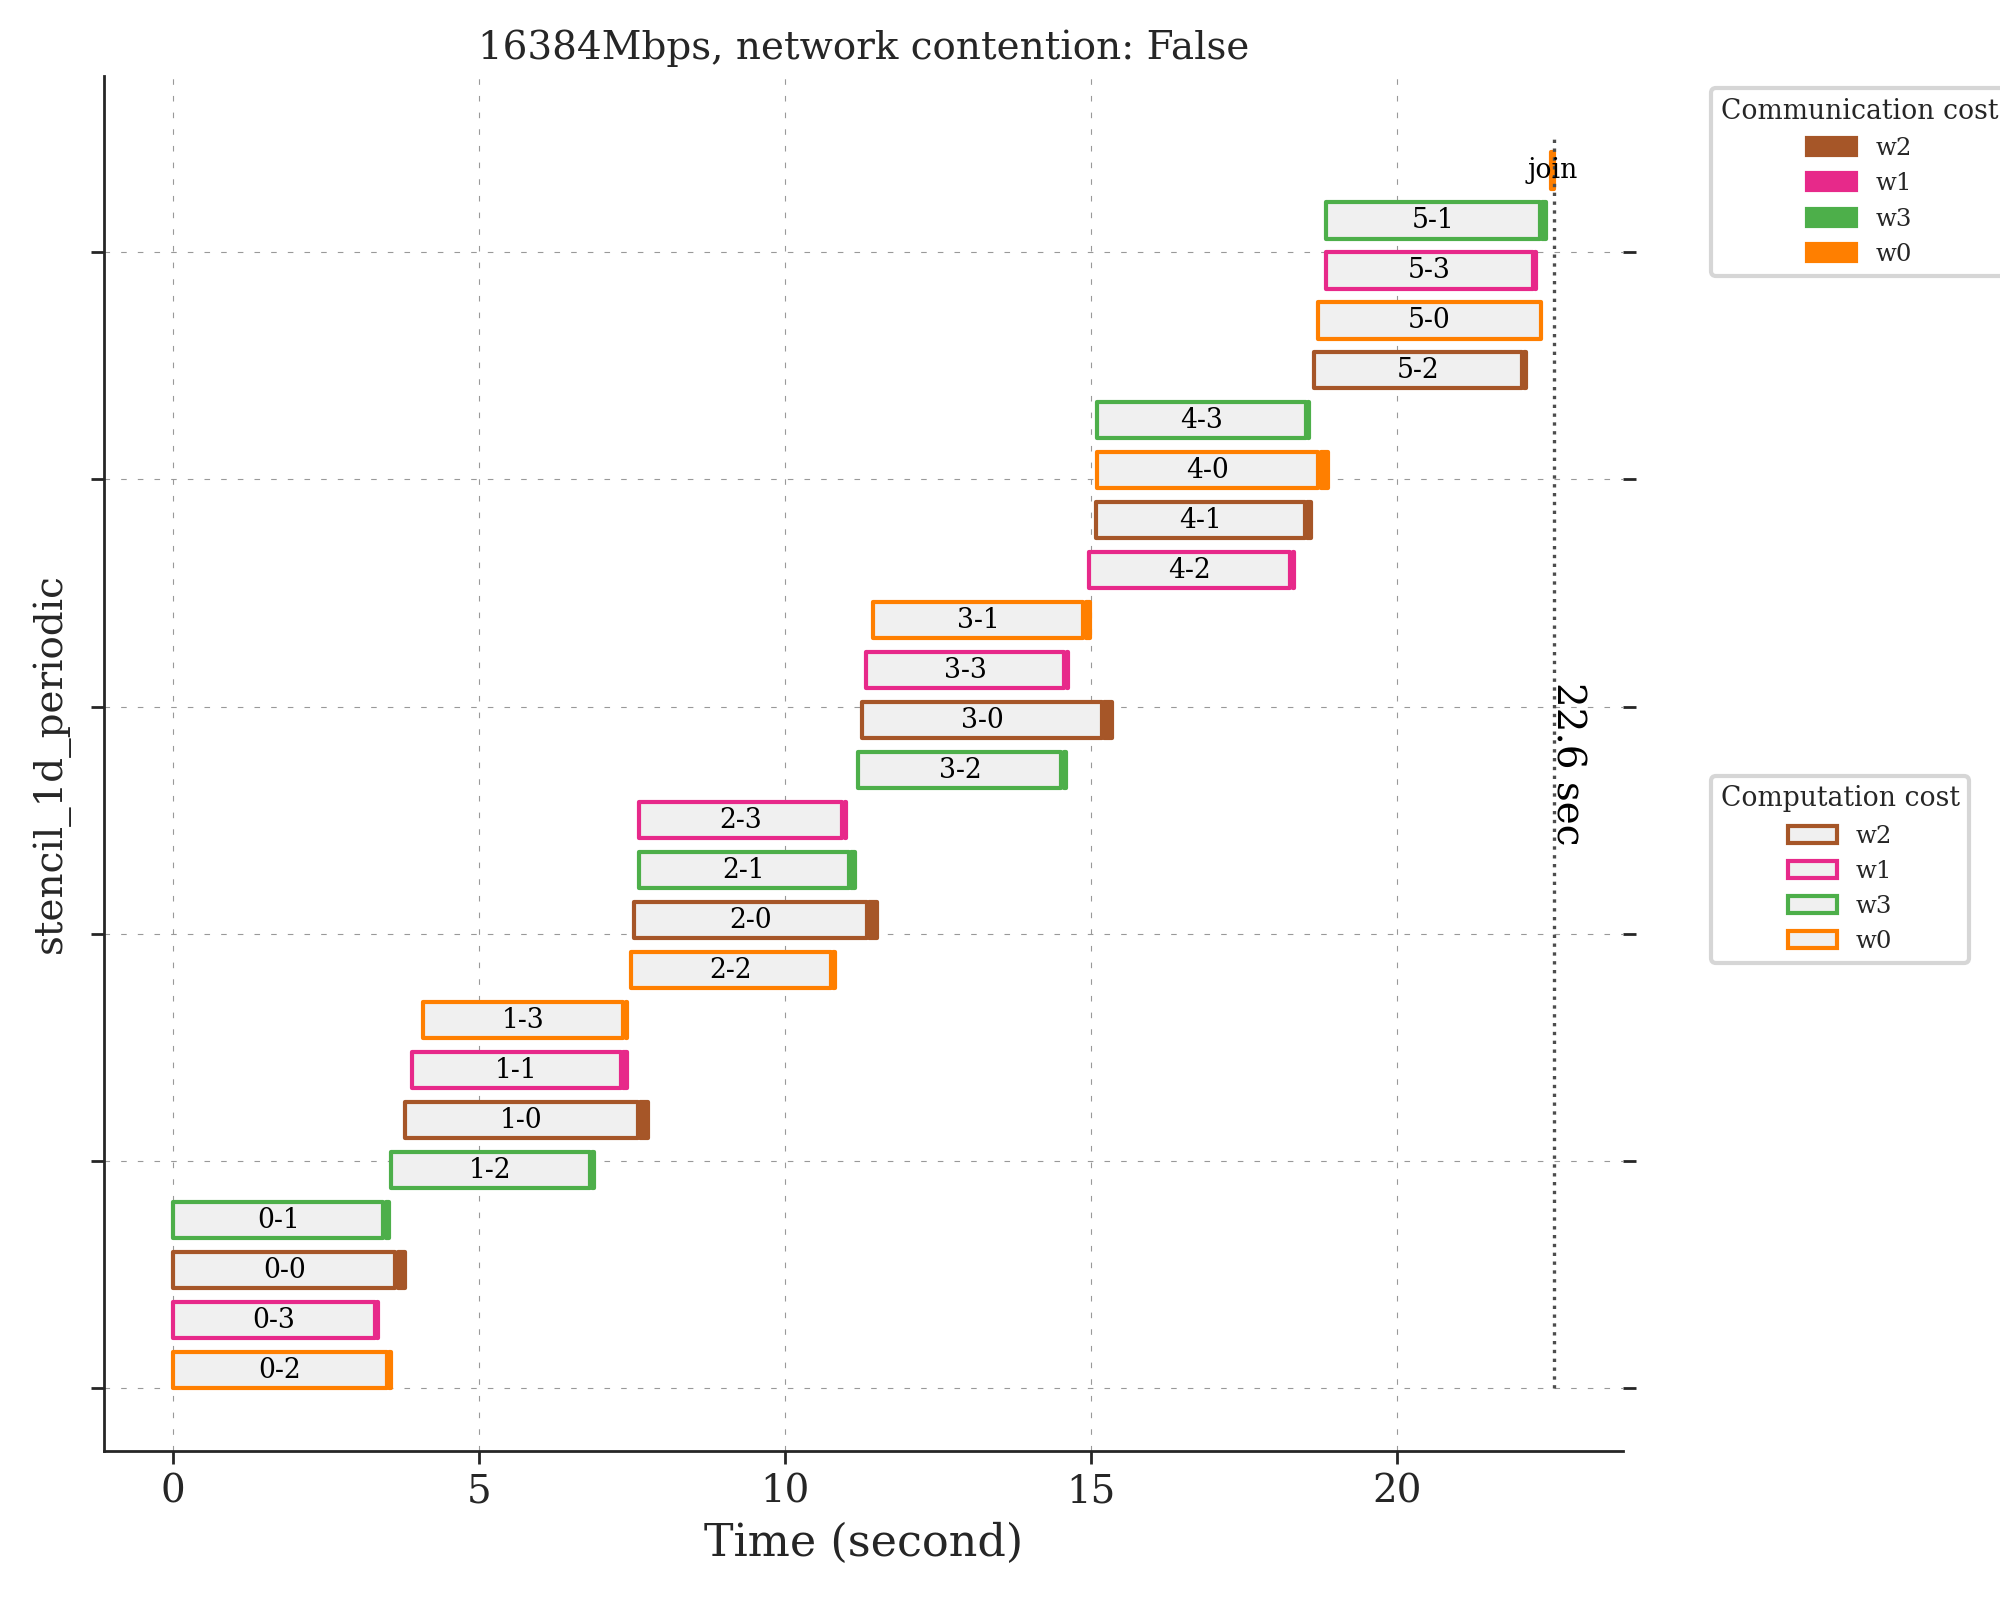 16384Mbps, network contention: False
Communication cost
w2
w1
w3
w0
join
5-1
5-3
5-0
5-2
4-3
4-0
4-1
4-2
3-1
3-3
3-0
3-2
2-3
2-1
2-0
2-2
1-3
1-1
1-0
1-2
0-1
0-0
0-3
0-2
22.6 sec
Computation cost
w2
w1
w3
w0
stencil_1d_periodic
0 5 10 15 20
Time (second)